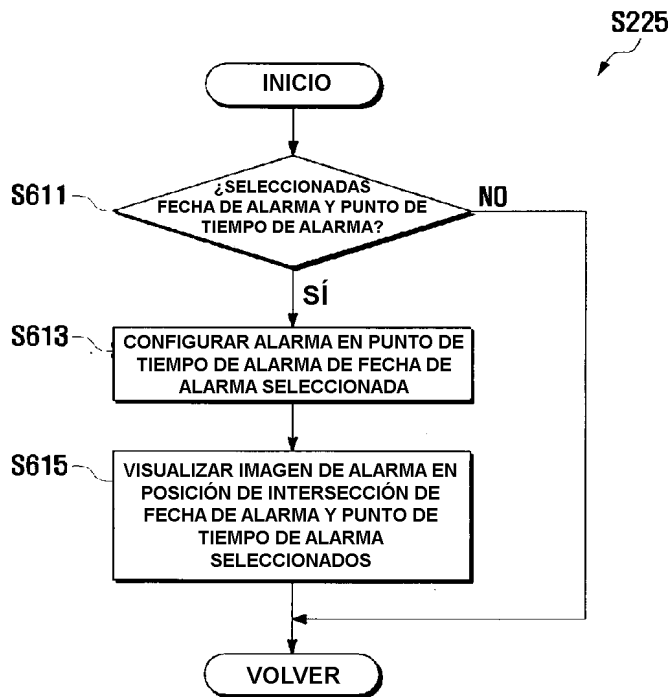 S225
INICIO
S611
¿SELECCIONADAS
FECHA DE ALARMA Y PUNTO DE
TIEMPO DE ALARMA?
NO
SÍ
S613
CONFIGURAR ALARMA EN PUNTO DE
TIEMPO DE ALARMA DE FECHA DE
ALARMA SELECCIONADA
S615
VISUALIZAR IMAGEN DE ALARMA EN
POSICIÓN DE INTERSECCIÓN DE
FECHA DE ALARMA Y PUNTO DE
TIEMPO DE ALARMA
SELECCIONADOS
VOLVER